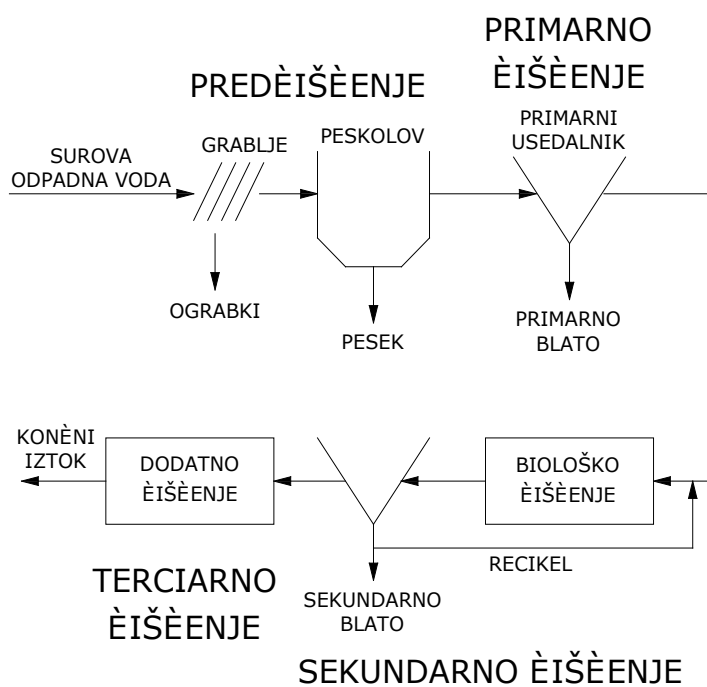 PRIMARNO
ÈIŠÈENJE
PREDÈIŠÈENJE
PRIMARNI
USEDALNIK
PESKOLOV
GRABLJE
SUROVA
ODPADNA VODA
OGRABKI
PESEK
PRIMARNO
BLATO
KONÈNI
IZTOK
DODATNO
ÈIŠÈENJE
BIOLOŠKO
ÈIŠÈENJE
RECIKEL
TERCIARNO
ÈIŠÈENJE
SEKUNDARNO
BLATO
SEKUNDARNO ÈIŠÈENJE